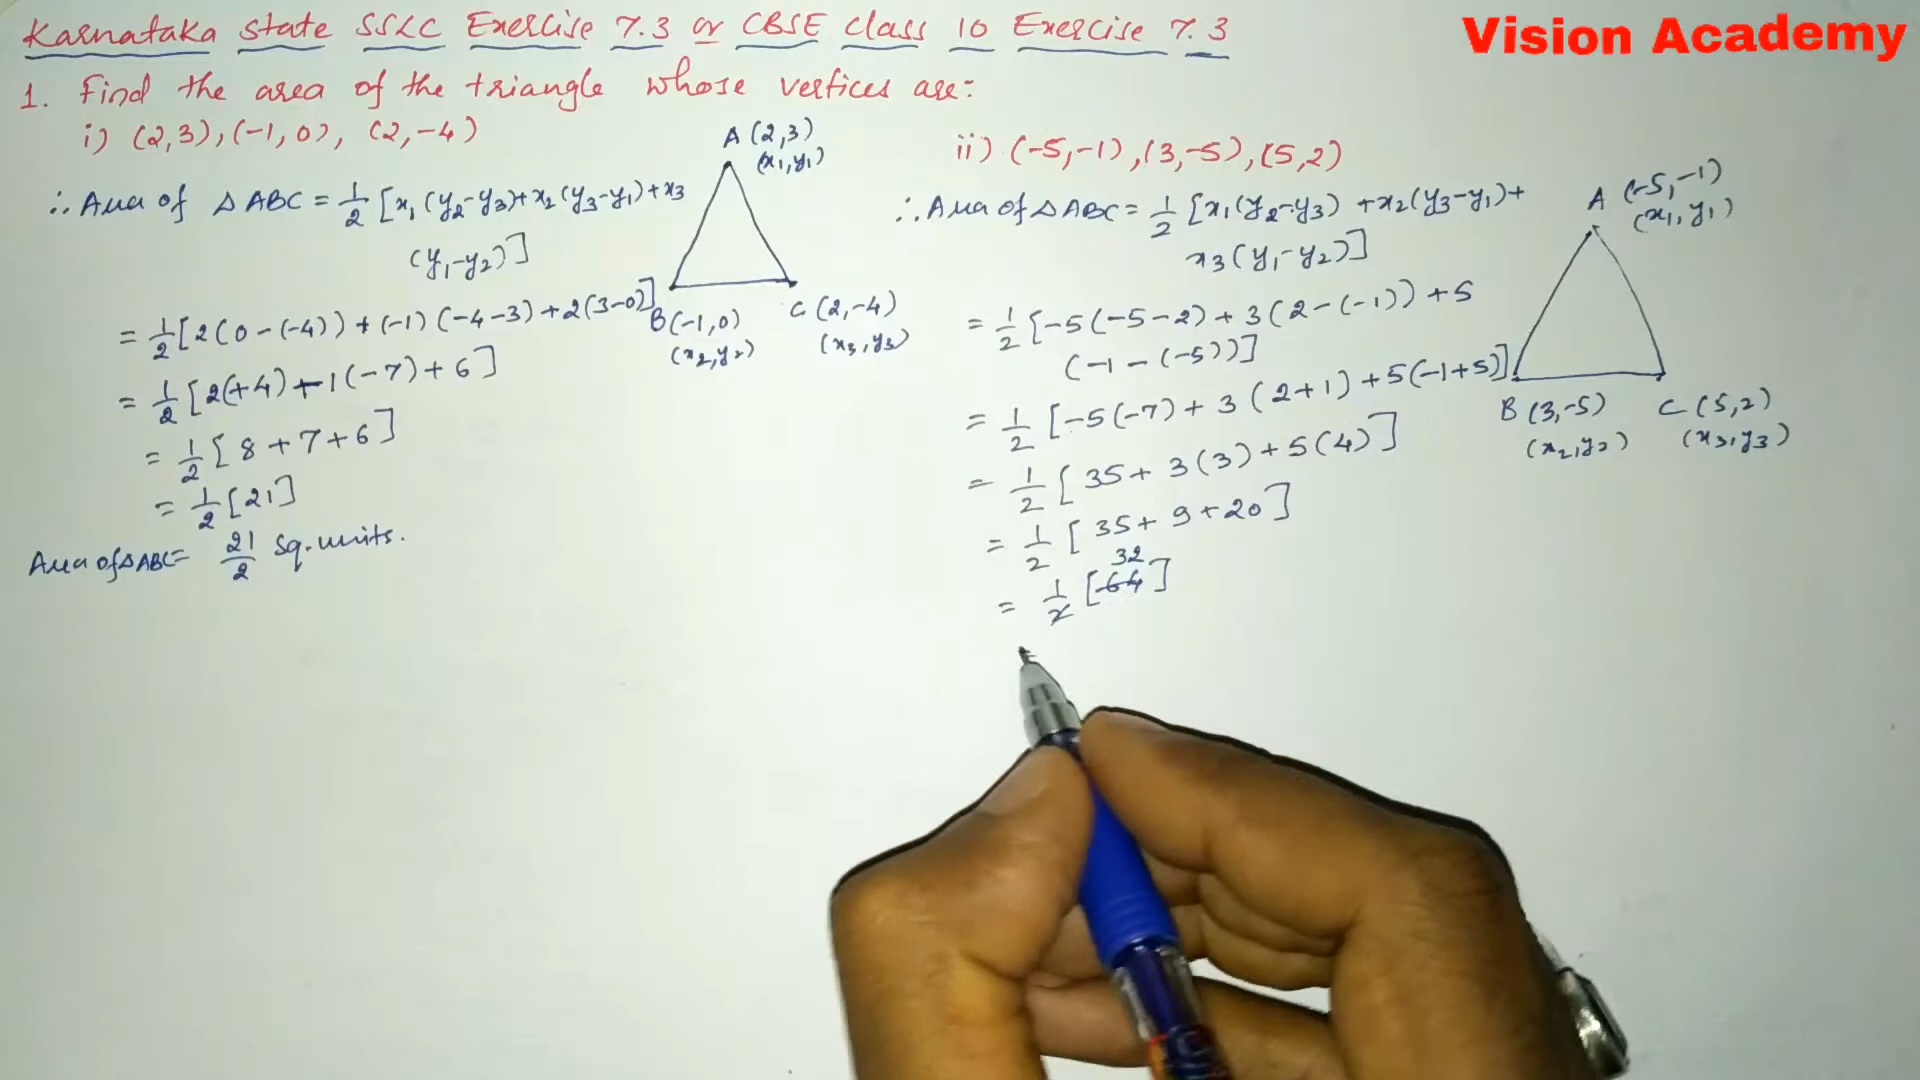 Karnataka state SSLC Exercise 7.3 or CBSE class 10 Exercise 7.3
Vision Academy
1. Find the area of the triangle whose vertices are:
i) (2,3), (-1,0), (2,-4)
∴ Area of △ABC = 1/2 [x₁(y₂-y₃)+x₂(y₃-y₁)+x₃
(y₁-y₂)]
= 1/2 [2(0-(-4))+(-1)(-4-3)+2(3-0)]
= 1/2 [2(+4)-1(-7)+6]
= 1/2 [8+7+6]
= 1/2 [21]
Area of △ABC = 21/2 sq.units.
A (2,3)
(x₁,y₁)
B(-1,0)
(x₂,y₂)
C (2,-4)
(x₃,y₃)
ii) (-5,-1), (3,-5), (5,2)
∴ Area of △ABC = 1/2 [x₁(y₂-y₃)+x₂(y₃-y₁)+
x₃(y₁-y₂)]
= 1/2 [-5(-5-2)+3(2-(-1))+5
(-1-(-5))]
= 1/2 [-5(-7)+3(2+1)+5(-1+5)]
= 1/2 [35+3(3)+5(4)]
= 1/2 [35+9+20]
32
= 1/2 [64]
=
A (-5,-1)
(x₁,y₁)
B (3,-5)
(x₂,y₂)
C (5,2)
(x₃,y₃)